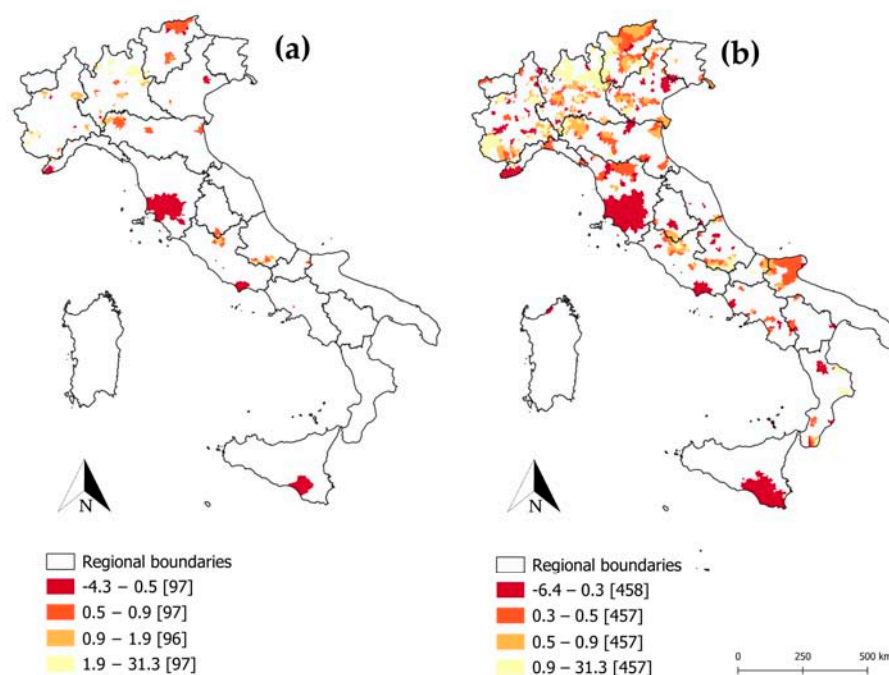 (a)
(b)
N
N
Regional boundaries
-4.3 – 0.5 [97]
0.5 – 0.9 [97]
0.9 – 1.9 [96]
1.9 – 31.3 [97]
Regional boundaries
-6.4 – 0.3 [458]
0.3 – 0.5 [457]
0.5 – 0.9 [457]
0.9 – 31.3 [457]
0 250 500 km